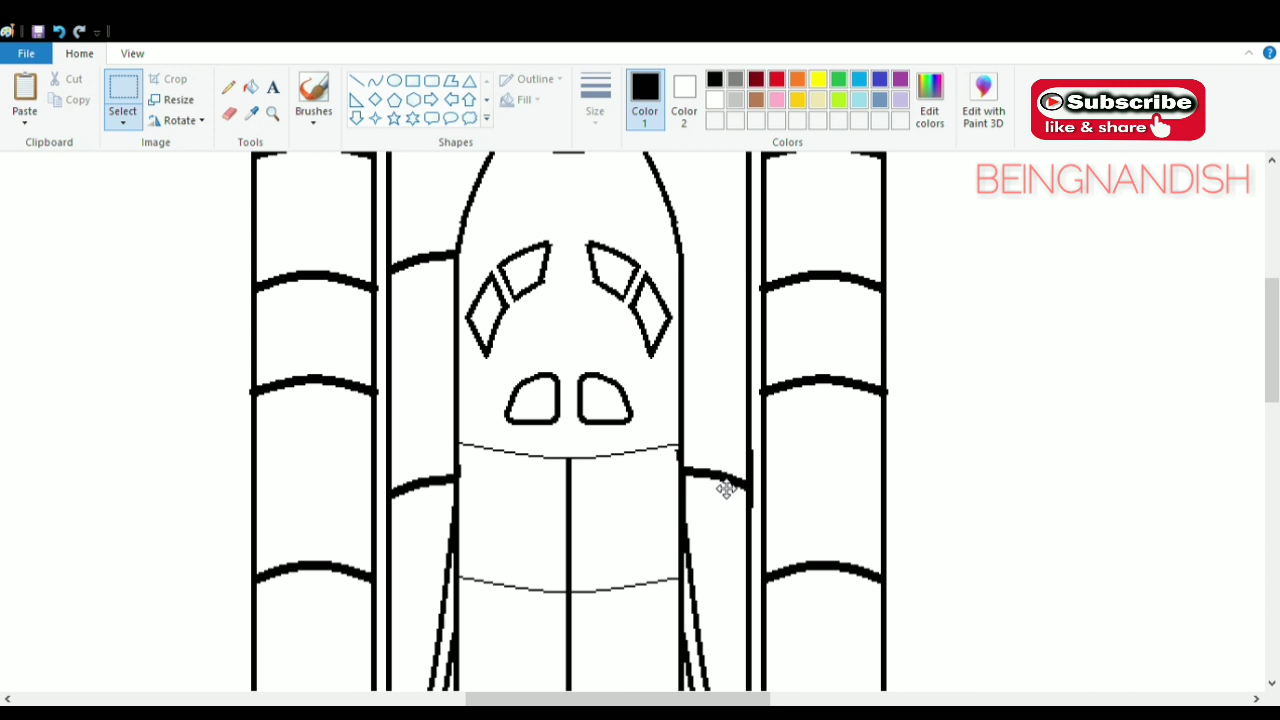 File Home View
Paste Cut Copy
Clipboard
Select Crop Resize Rotate
Image
A
Tools
Brushes
Outline Fill
Shapes
Size
Color 1
Color 2
Edit colors
Colors
Edit with Paint 3D
Subscribe
like & share
BEINGNANDISH